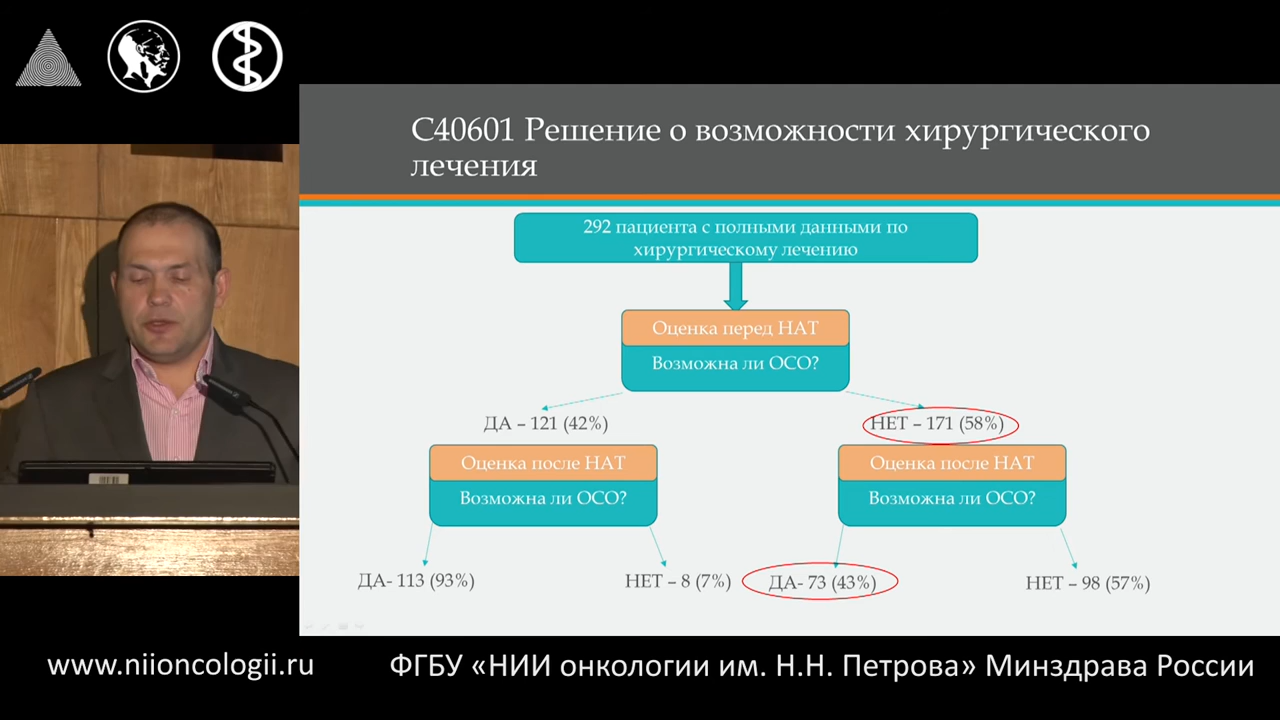 С40601 Решение о возможности хирургического
лечения
292 пациента с полными данными по
хирургическому лечению
Оценка перед НАТ
Возможна ли ОСО?
ДА – 121 (42%)
НЕТ – 171 (58%)
Оценка после НАТ
Возможна ли ОСО?
Оценка после НАТ
Возможна ли ОСО?
ДА- 113 (93%)
НЕТ – 8 (7%)
ДА- 73 (43%)
НЕТ – 98 (57%)
www.niioncologii.ru
ФГБУ «НИИ онкологии им. Н.Н. Петрова» Минздрава России